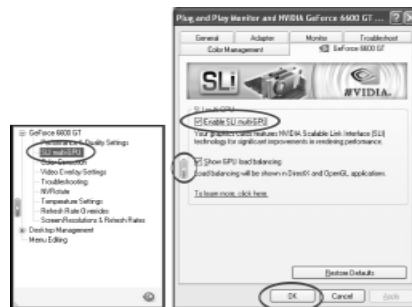 GeForce 6600 GT
Performance & Quality Settings
SLI multi-GPU
Color Correction
Video Overlay Settings
Troubleshooting
NVRotate
Temperature Settings
Refresh Rate Overrides
Screen Resolutions & Refresh Rates
Desktop Management
Menu Editing
Plug and Play Monitor and NVIDIA GeForce 6600 GT ...
General
Adapter
Monitor
Troubleshoot
Color Management
GeForce 6600 GT
SLI
NVIDIA.
SLI multi-GPU
Enable SLI multi-GPU
Your graphics cards features NVIDIA Scalable Link Interface (SLI)
technology for significant improvements in rendering performance.
Show GPU load balancing
Load balancing will be shown in DirectX and OpenGL applications.
To learn more, click here.
Restore Defaults
OK
Cancel
Apply